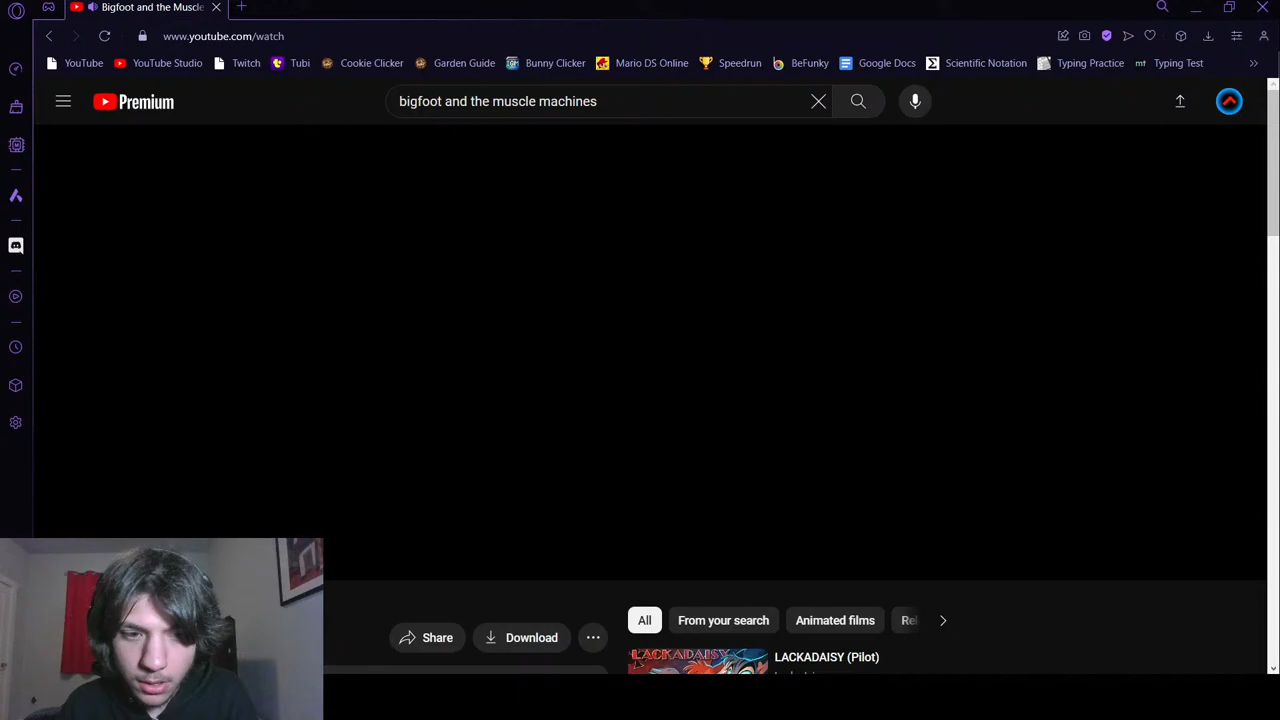 Bigfoot and the Muscle
www.youtube.com/watch
YouTube YouTube Studio Twitch Tubi Cookie Clicker Garden Guide Bunny Clicker Mario DS Online Speedrun BeFunky Google Docs Scientific Notation Typing Practice mt Typing Test
Premium bigfoot and the muscle machines
All From your search Animated films Rel
Share Download
LACKADAISY
LACKADAISY (Pilot)